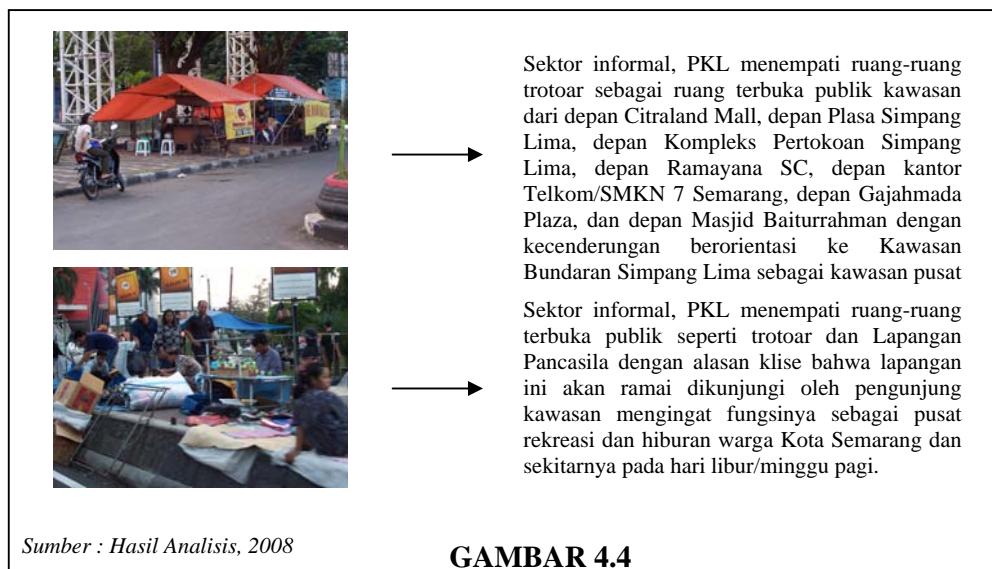 Sektor informal, PKL menempati ruang-ruang
trotoar sebagai ruang terbuka publik kawasan
dari depan Citraland Mall, depan Plasa Simpang
Lima, depan Kompleks Pertokoan Simpang
Lima, depan Ramayana SC, depan kantor
Telkom/SMKN 7 Semarang, depan Gajahmada
Plaza, dan depan Masjid Baiturrahman dengan
kecenderungan berorientasi ke Kawasan
Bundaran Simpang Lima sebagai kawasan pusat
Sektor informal, PKL menempati ruang-ruang
terbuka publik seperti trotoar dan Lapangan
Pancasila dengan alasan klise bahwa lapangan
ini akan ramai dikunjungi oleh pengunjung
kawasan mengingat fungsinya sebagai pusat
rekreasi dan hiburan warga Kota Semarang dan
sekitarnya pada hari libur/minggu pagi.
Sumber : Hasil Analisis, 2008
GAMBAR 4.4